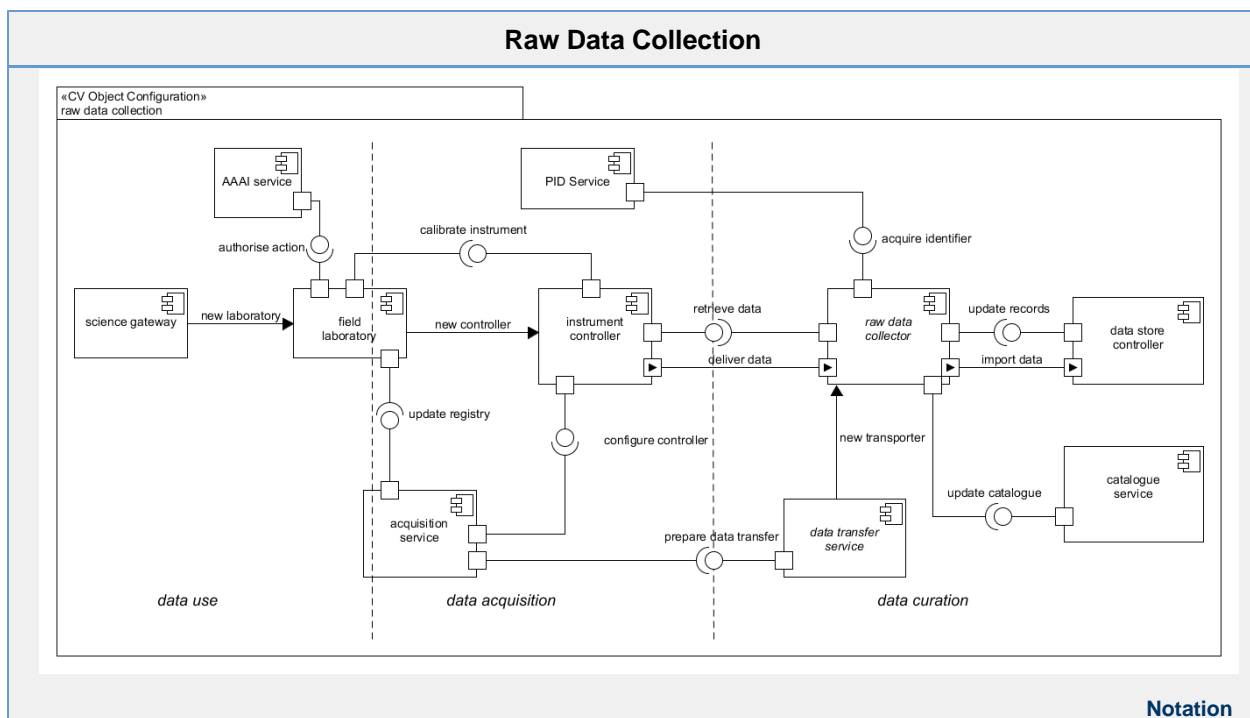 Raw Data Collection
«CV Object Configuration»
raw data collection
AAAI service
PID Service
authorise action
calibrate instrument
acquire identifier
science gateway
new laboratory
field
laboratory
new controller
instrument
controller
retrieve data
deliver data
raw data
collector
update records
import data
data store
controller
update registry
configure controller
new transporter
acquisition
service
prepare data transfer
data transfer
service
update catalogue
catalogue
service
data use
data acquisition
data curation
Notation